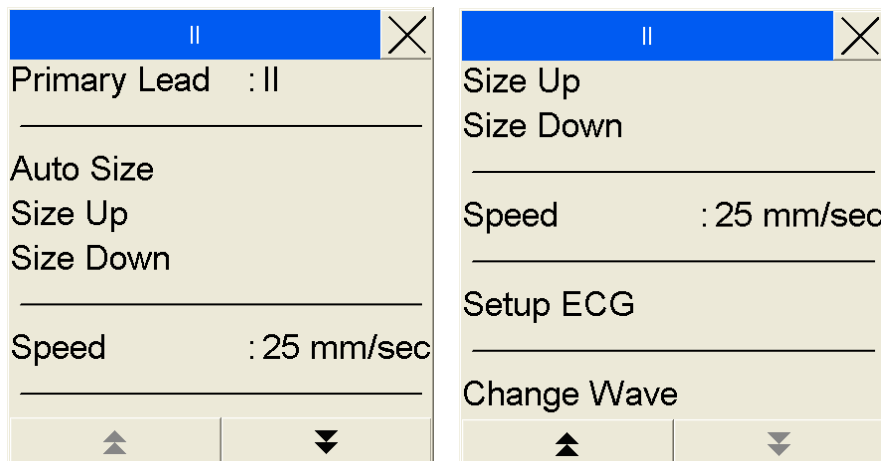 II
Primary Lead : II
Auto Size
Size Up
Size Down
Speed : 25 mm/sec
II
Size Up
Size Down
Speed : 25 mm/sec
Setup ECG
Change Wave